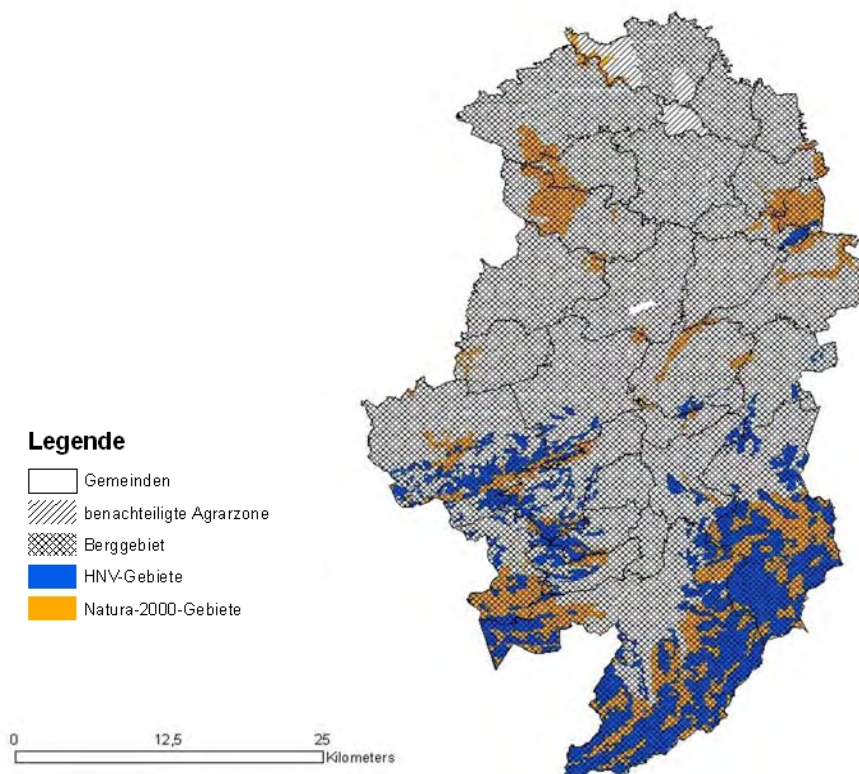 Legende
Gemeinden
benachteiligte Agrarzone
Berggebiet
HNV-Gebiete
Natura-2000-Gebiete
0 12,5 25
Kilometers